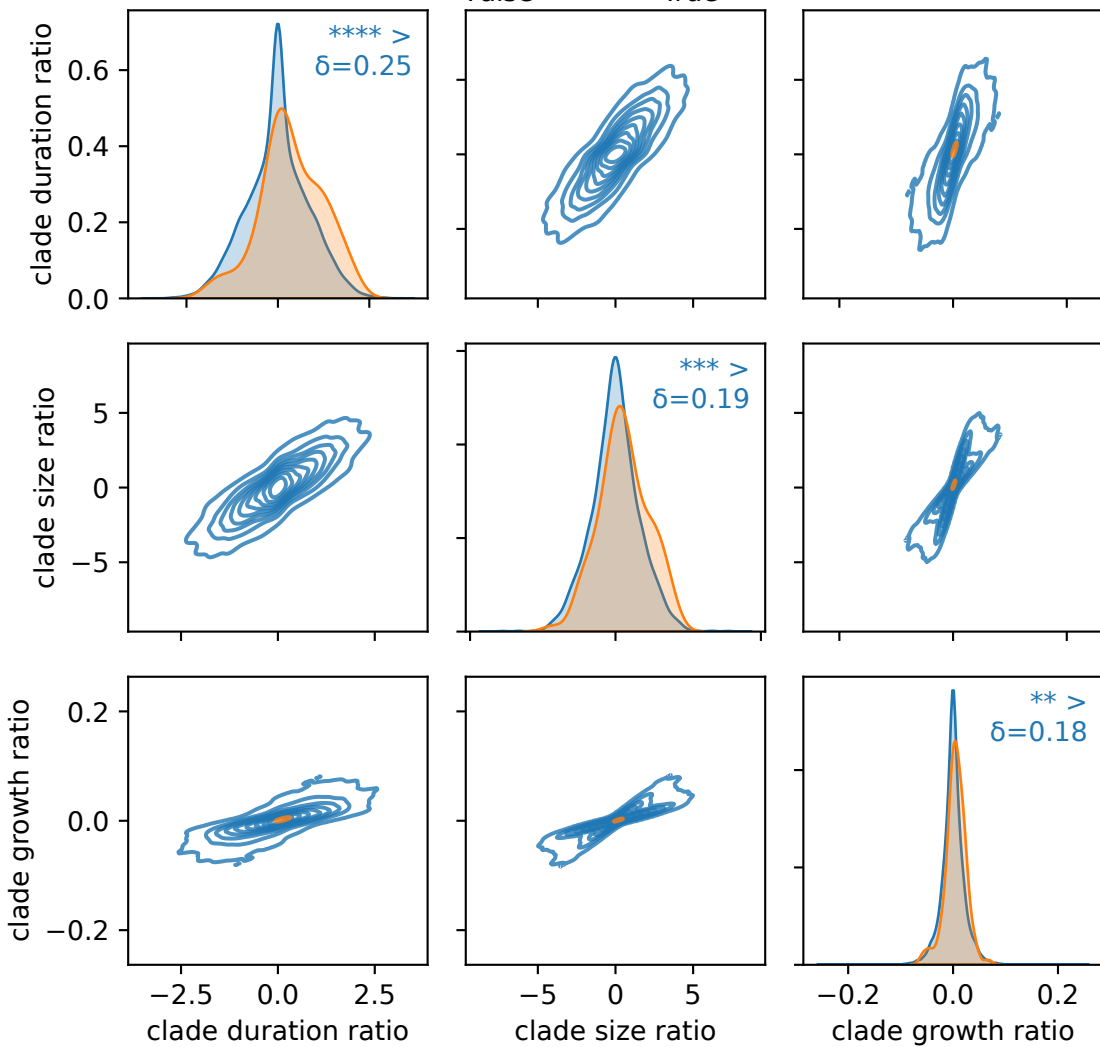 clade duration ratio
0.6
0.4
0.2
0.0
**** >
δ=0.25
clade size ratio
5
0
−5
*** >
δ=0.19
clade growth ratio
0.2
0.0
−0.2
** >
δ=0.18
−2.5 0.0 2.5
−5 0 5
−0.2 0.0 0.2
clade duration ratio
clade size ratio
clade growth ratio